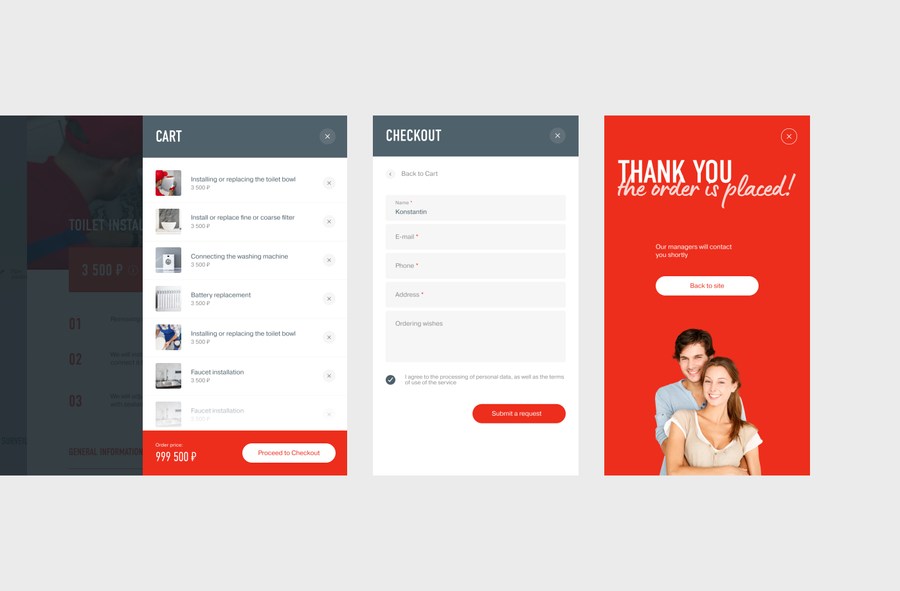 TOILET INSTAL
3 500 ₽
01
02
03
GENERAL INFORMATION
CART
Installing or replacing the toilet bowl
3 500 ₽
Install or replace fine or coarse filter
3 500 ₽
Connecting the washing machine
3 500 ₽
Battery replacement
3 500 ₽
Installing or replacing the toilet bowl
3 500 ₽
Faucet installation
3 500 ₽
Faucet installation
3 500 ₽
Order price:
999 500 ₽
Proceed to Checkout
CHECKOUT
Back to Cart
Name *
Konstantin
E-mail *
Phone *
Address *
Ordering wishes
I agree to the processing of personal data, as well as the terms
of use of the service
Submit a request
THANK YOU
the order is placed!
Our managers will contact
you shortly
Back to site